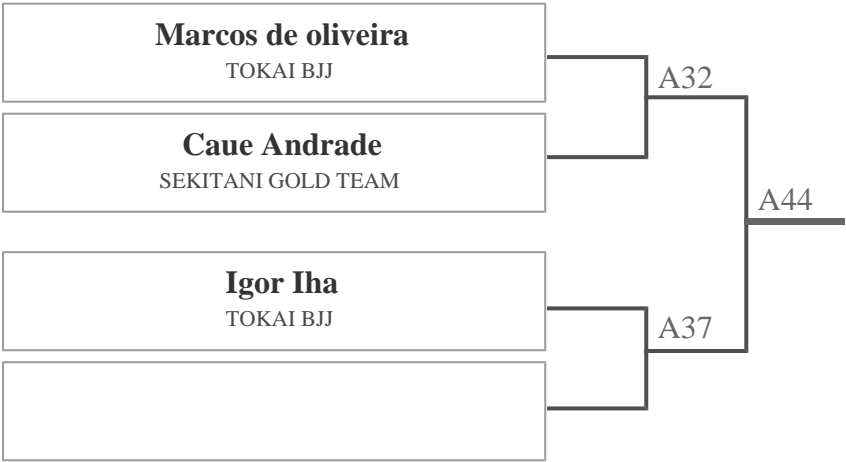 Marcos de oliveira
TOKAI BJJ
A32
Caue Andrade
SEKITANI GOLD TEAM
A44
Igor Iha
TOKAI BJJ
A37